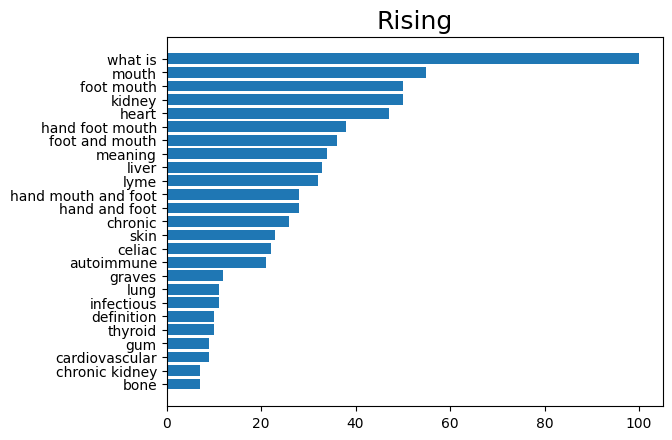 Rising
what is
mouth
foot mouth
kidney
heart
hand foot mouth
foot and mouth
meaning
liver
lyme
hand mouth and foot
hand and foot
chronic
skin
celiac
autoimmune
graves
lung
infectious
definition
thyroid
gum
cardiovascular
chronic kidney
bone
0 20 40 60 80 100